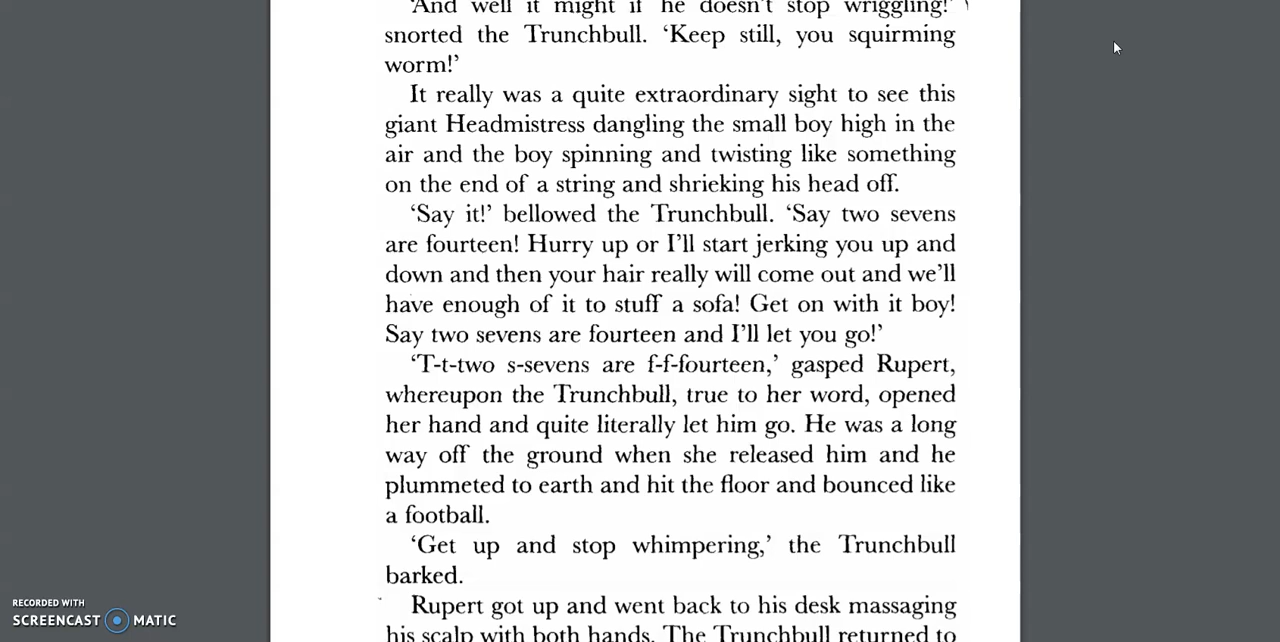 ‘And well it might if he doesn’t stop wriggling!’
snorted the Trunchbull. ‘Keep still, you squirming
worm!’
It really was a quite extraordinary sight to see this
giant Headmistress dangling the small boy high in the
air and the boy spinning and twisting like something
on the end of a string and shrieking his head off.
‘Say it!’ bellowed the Trunchbull. ‘Say two sevens
are fourteen! Hurry up or I’ll start jerking you up and
down and then your hair really will come out and we’ll
have enough of it to stuff a sofa! Get on with it boy!
Say two sevens are fourteen and I’ll let you go!’
‘T-t-two s-sevens are f-f-fourteen,’ gasped Rupert,
whereupon the Trunchbull, true to her word, opened
her hand and quite literally let him go. He was a long
way off the ground when she released him and he
plummeted to earth and hit the floor and bounced like
a football.
‘Get up and stop whimpering,’ the Trunchbull
barked.
Rupert got up and went back to his desk massaging
his scalp with both hands. The Trunchbull returned to
RECORDED WITH
SCREENCAST MATIC